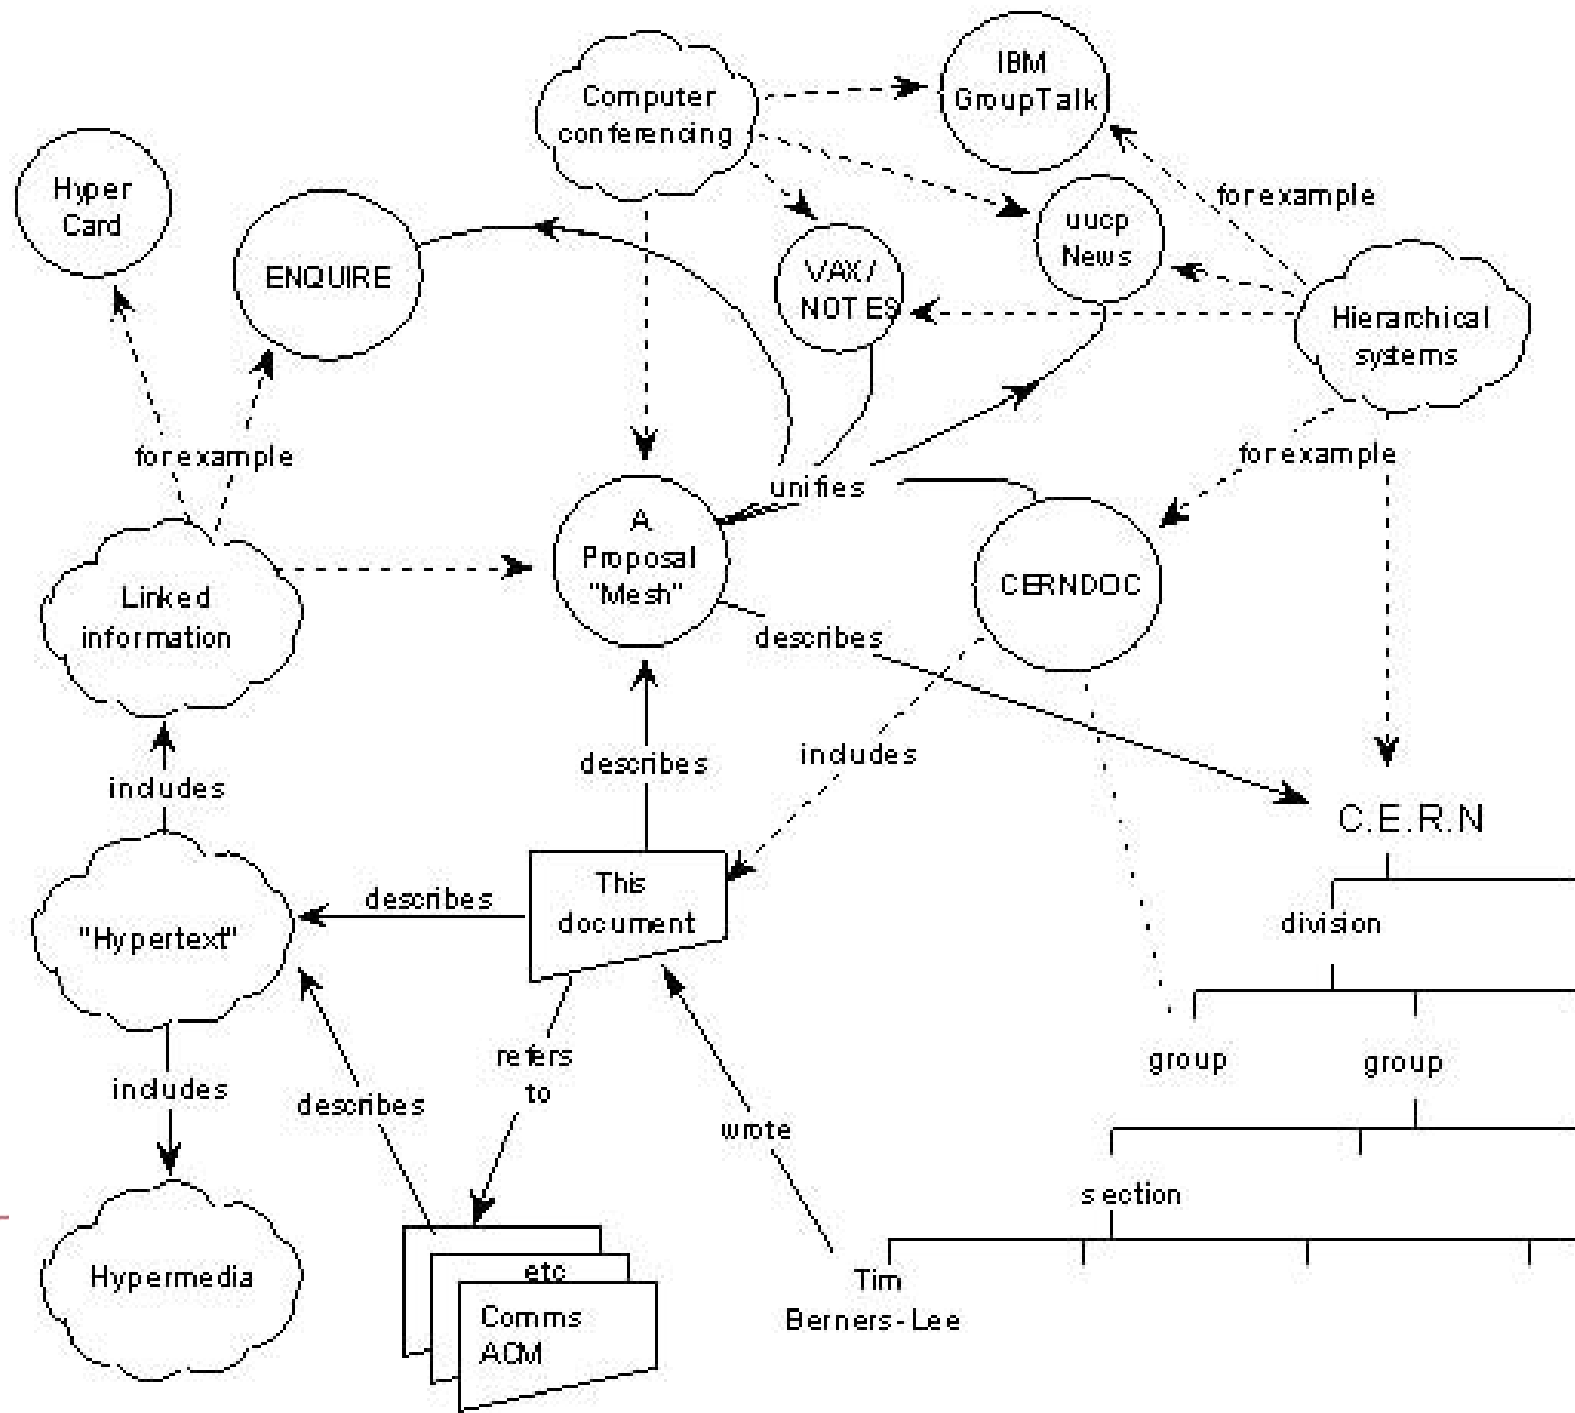 IBM
GroupTalk
Computer
conferencing
Hyper
Card
for example
uucp
News
ENQUIRE
VAX/
NOTES
Hierarchical
systems
for example
for example
unifies
A
Proposal
"Mesh"
CERNDOC
Linked
information
describes
includes
describes
includes
C.E.R.N
This
document
describes
division
"Hypertext"
refers
to
group
group
includes
describes
wrote
section
Hypermedia
etc
Tim
Berners-Lee
Comms
ACM